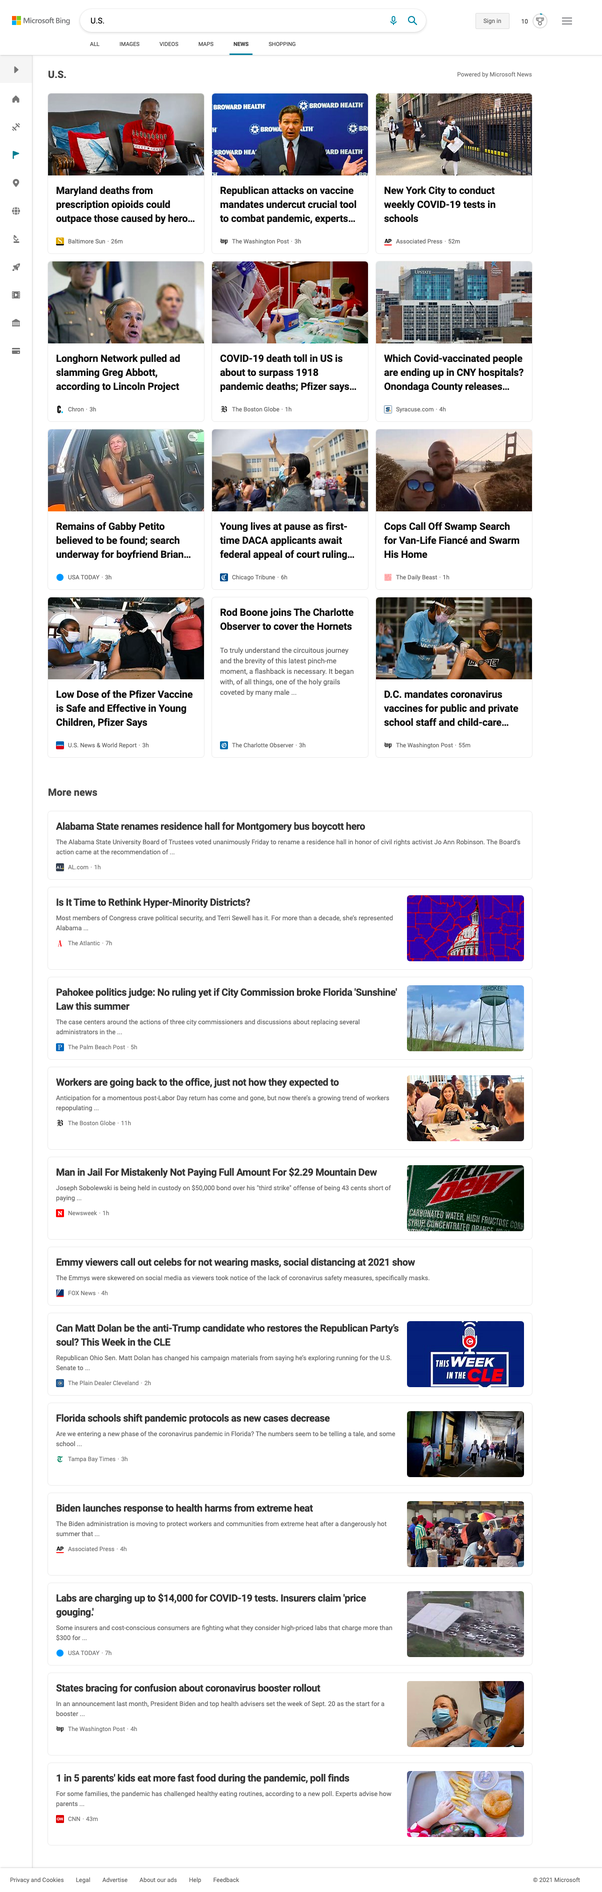 Microsoft Bing
U.S.
Sign in
10
ALL IMAGES VIDEOS MAPS NEWS SHOPPING
U.S.
Powered by Microsoft News
BROWARD HEALTH
BROWARD HEALTH
Maryland deaths from
prescription opioids could
outpace those caused by hero...
Baltimore Sun · 26m
Republican attacks on vaccine
mandates undercut crucial tool
to combat pandemic, experts...
wp The Washington Post · 3h
New York City to conduct
weekly COVID-19 tests in
schools
AP Associated Press · 52m
Longhorn Network pulled ad
slamming Greg Abbott,
according to Lincoln Project
C. Chron · 3h
COVID-19 death toll in US is
about to surpass 1918
pandemic deaths; Pfizer says...
B The Boston Globe · 1h
Which Covid-vaccinated people
are ending up in CNY hospitals?
Onondaga County releases...
Syracuse.com · 4h
Remains of Gabby Petito
believed to be found; search
underway for boyfriend Brian...
USA TODAY · 3h
Young lives at pause as first-
time DACA applicants await
federal appeal of court ruling...
Chicago Tribune · 6h
Cops Call Off Swamp Search
for Van-Life Fiancé and Swarm
His Home
The Daily Beast · 1h
Low Dose of the Pfizer Vaccine
is Safe and Effective in Young
Children, Pfizer Says
U.S. News & World Report · 3h
Rod Boone joins The Charlotte
Observer to cover the Hornets
To truly understand the circuitous journey
and the brevity of this latest pinch-me
moment, a flashback is necessary. It began
with, of all things, one of the holy grails
coveted by many male ...
The Charlotte Observer · 3h
D.C. mandates coronavirus
vaccines for public and private
school staff and child-care...
wp The Washington Post · 55m
More news
Alabama State renames residence hall for Montgomery bus boycott hero
The Alabama State University Board of Trustees voted unanimously Friday to rename a residence hall in honor of civil rights activist Jo Ann Robinson. The Board's
action came at the recommendation of ...
AL.com · 1h
Is It Time to Rethink Hyper-Minority Districts?
Most members of Congress crave political security, and Terri Sewell has it. For more than a decade, she's represented
Alabama ...
The Atlantic · 7h
Pahokee politics judge: No ruling yet if City Commission broke Florida 'Sunshine'
Law this summer
The case centers around the actions of three city commissioners and discussions about replacing several
administrators in the ...
The Palm Beach Post · 5h
Workers are going back to the office, just not how they expected to
Anticipation for a momentous post-Labor Day return has come and gone, but now there's a growing trend of workers
repopulating ...
B The Boston Globe · 11h
Man in Jail For Mistakenly Not Paying Full Amount For $2.29 Mountain Dew
Joseph Sobolewski is being held in custody on $50,000 bond over his "third strike" offense of being 43 cents short of
paying ...
N Newsweek · 1h
MTN
DEW
CARBONATED WATER, HIGH FRUCTOSE CORN
SYRUP, CONCENTRATED ORANGE
Emmy viewers call out celebs for not wearing masks, social distancing at 2021 show
The Emmys were skewered on social media as viewers took notice of the lack of coronavirus safety measures, specifically masks.
FOX News · 4h
Can Matt Dolan be the anti-Trump candidate who restores the Republican Party's
soul? This Week in the CLE
Republican Ohio Sen. Matt Dolan has changed his campaign materials from saying he's exploring running for the U.S.
Senate to ...
The Plain Dealer Cleveland · 2h
THIS WEEK
IN THE CLE
Florida schools shift pandemic protocols as new cases decrease
Are we entering a new phase of the coronavirus pandemic in Florida? The numbers seem to be telling a tale, and some
school ...
Tampa Bay Times · 3h
Biden launches response to health harms from extreme heat
The Biden administration is moving to protect workers and communities from extreme heat after a dangerously hot
summer that ...
AP Associated Press · 4h
Labs are charging up to $14,000 for COVID-19 tests. Insurers claim 'price
gouging.'
Some insurers and cost-conscious consumers are fighting what they consider high-priced labs that charge more than
$300 for ...
USA TODAY · 7h
States bracing for confusion about coronavirus booster rollout
In an announcement last month, President Biden and top health advisers set the week of Sept. 20 as the start for a
booster ...
wp The Washington Post · 4h
1 in 5 parents' kids eat more fast food during the pandemic, poll finds
For some families, the pandemic has challenged healthy eating routines, according to a new poll. Experts advise how
parents ...
CNN · 43m
Privacy and Cookies Legal Advertise About our ads Help Feedback
© 2021 Microsoft